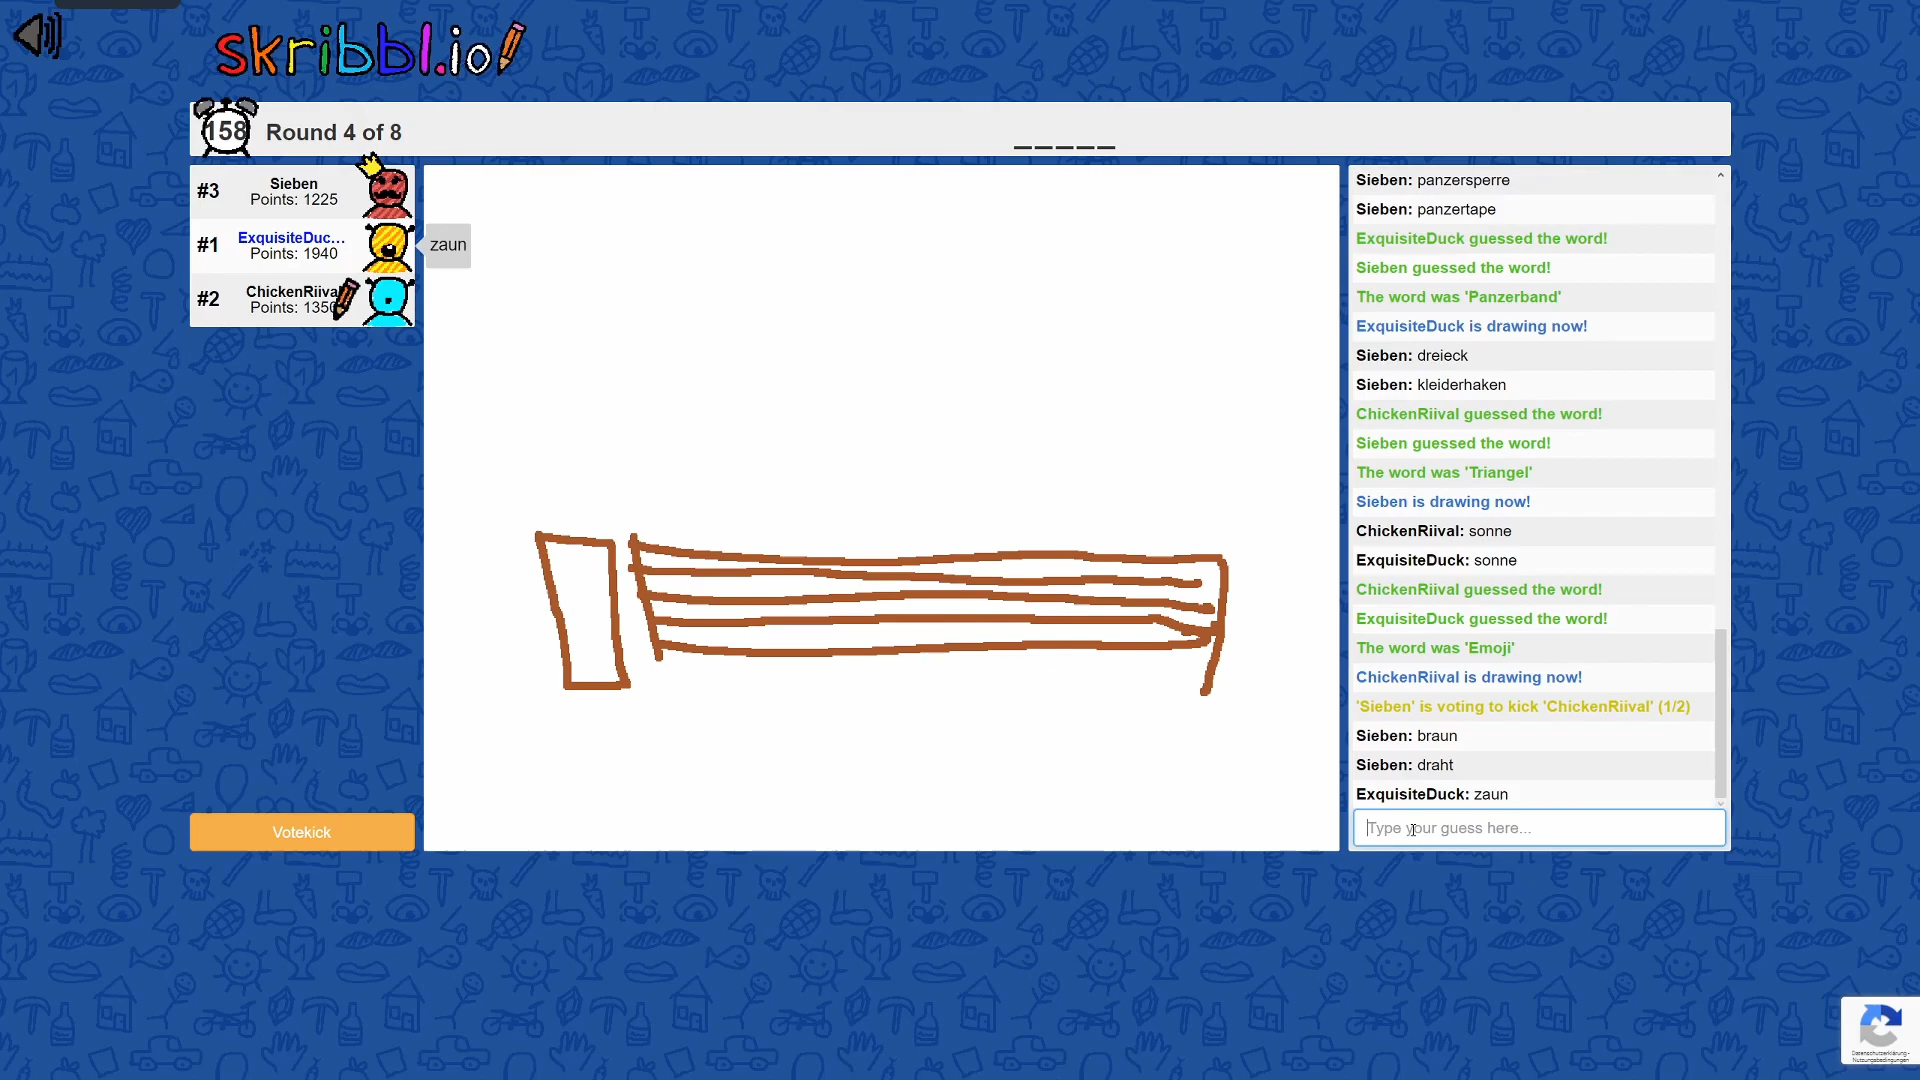 skribbl.io
158
Round 4 of 8
_____
#3
Sieben
Points: 1225
#1
ExquisiteDuc...
Points: 1940
zaun
#2
ChickenRiival
Points: 1350
Votekick
Sieben: panzersperre
Sieben: panzertape
ExquisiteDuck guessed the word!
Sieben guessed the word!
The word was 'Panzerband'
ExquisiteDuck is drawing now!
Sieben: dreieck
Sieben: kleiderhaken
ChickenRiival guessed the word!
Sieben guessed the word!
The word was 'Triangel'
Sieben is drawing now!
ChickenRiival: sonne
ExquisiteDuck: sonne
ChickenRiival guessed the word!
ExquisiteDuck guessed the word!
The word was 'Emoji'
ChickenRiival is drawing now!
'Sieben' is voting to kick 'ChickenRiival' (1/2)
Sieben: braun
Sieben: draht
ExquisiteDuck: zaun
Type your guess here...
Datenschutzerklärung -
Nutzungsbedingungen